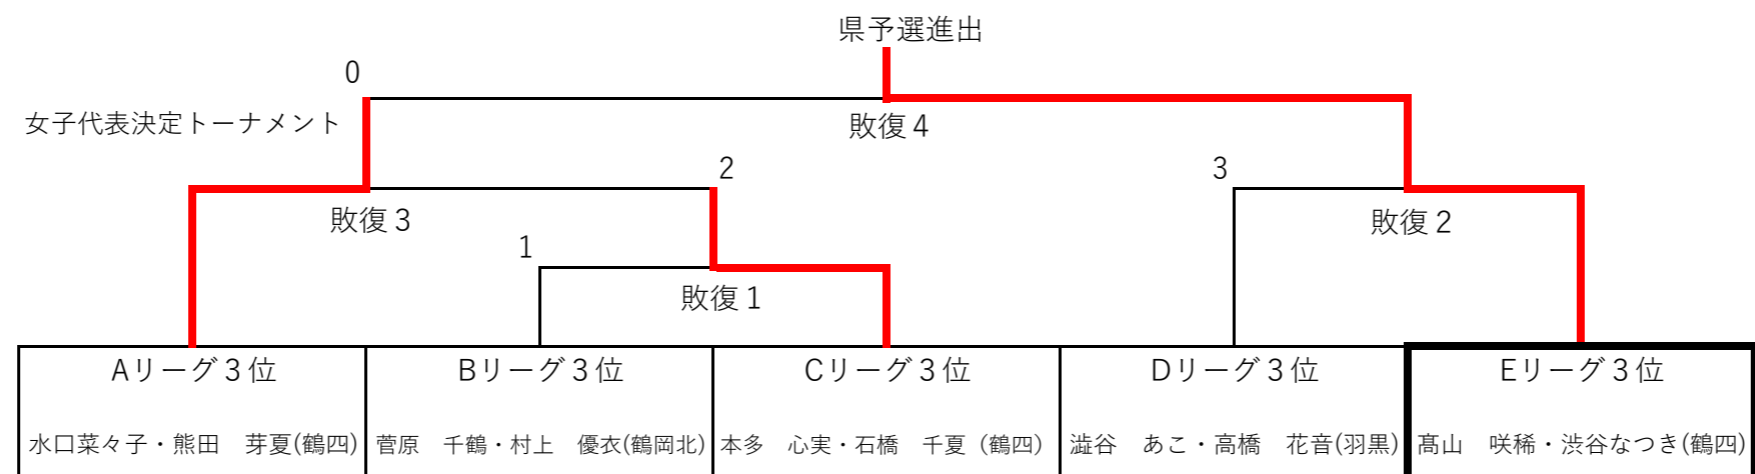 県予選進出
0
女子代表決定トーナメント
敗復４
2
3
敗復３
敗復２
1
敗復１
Aリーグ３位
Bリーグ３位
Cリーグ３位
Dリーグ３位
Eリーグ３位
水口菜々子・熊田　芽夏(鶴四)
菅原　千鶴・村上　優衣(鶴岡北)
本多　心実・石橋　千夏（鶴四）
澁谷　あこ・高橋　花音(羽黒)
髙山　咲稀・渋谷なつき(鶴四)